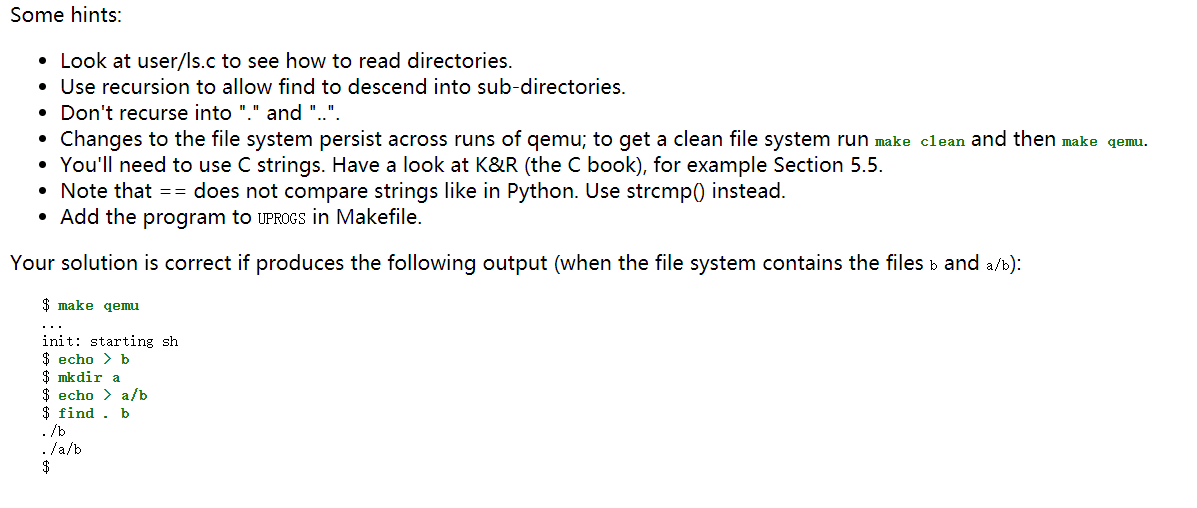 Some hints:
• Look at user/ls.c to see how to read directories.
• Use recursion to allow find to descend into sub-directories.
• Don't recurse into "." and "..".
• Changes to the file system persist across runs of qemu; to get a clean file system run make clean and then make qemu.
• You'll need to use C strings. Have a look at K&R (the C book), for example Section 5.5.
• Note that == does not compare strings like in Python. Use strcmp() instead.
• Add the program to UPROGS in Makefile.
Your solution is correct if produces the following output (when the file system contains the files b and a/b):
$ make qemu
...
init: starting sh
$ echo > b
$ mkdir a
$ echo > a/b
$ find . b
./b
./a/b
$